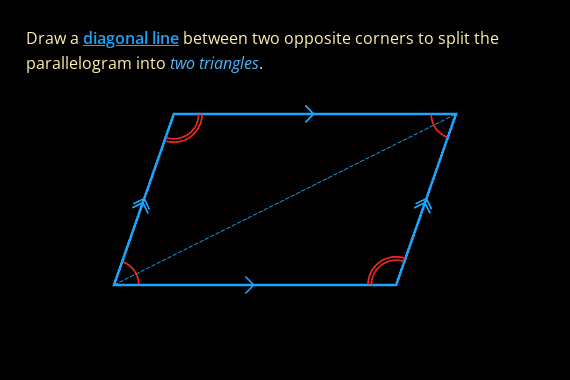 Draw a diagonal line between two opposite corners to split the
parallelogram into two triangles.